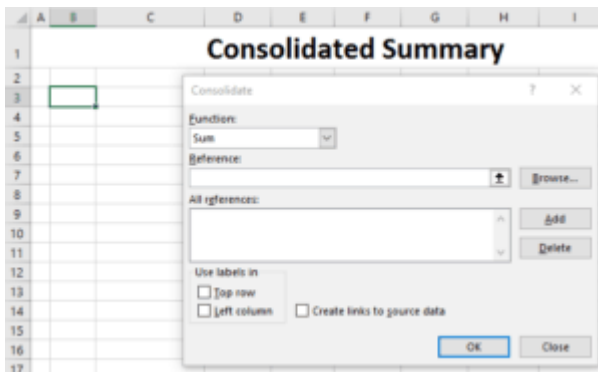 A B C D E F G H I
1 Consolidated Summary
2
3 Consolidate ? ×
4
5 Function:
6 Sum
7 Reference:
8 Browse...
9 All references:
10 Add
11 Delete
12 Use labels in
13 Top row
14 Left column Create links to source data
15
16 OK Close
17